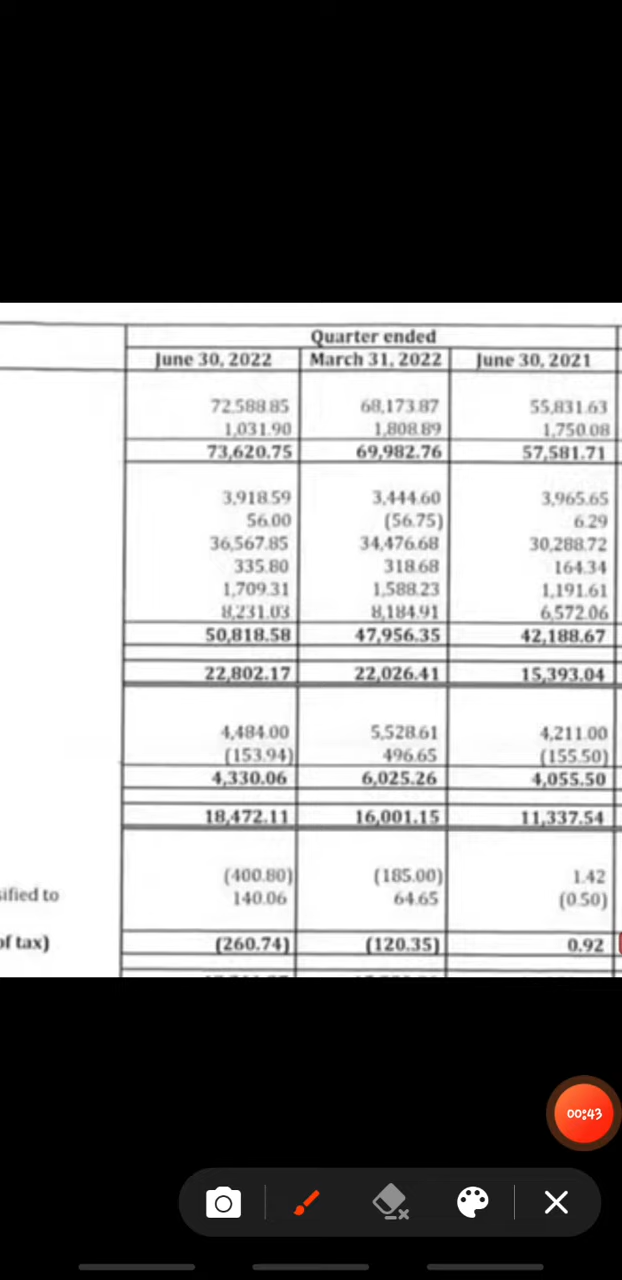 Quarter ended
June 30, 2022 March 31, 2022 June 30, 2021
72.588.85 68,173.87 55,831.63
1,031.90 1,808.89 1,750.08
73,620.75 69,982.76 57,581.71
3,918.59 3,444.60 3,965.65
56.00 (56.75) 6.29
36,567.85 34,476.68 30,288.72
335.80 318.68 164.34
1,709.31 1,588.23 1,191.61
8,231.03 8,184.91 6,572.06
50,818.58 47,956.35 42,188.67
22,802.17 22,026.41 15,393.04
4,484.00 5,528.61 4,211.00
(153.94) 496.65 (155.50)
4,330.06 6,025.26 4,055.50
18,472.11 16,001.15 11,337.54
(400.80) (185.00) 1.42
sified to 140.06 64.65 (0.50)
of tax) (260.74) (120.35) 0.92
00:43